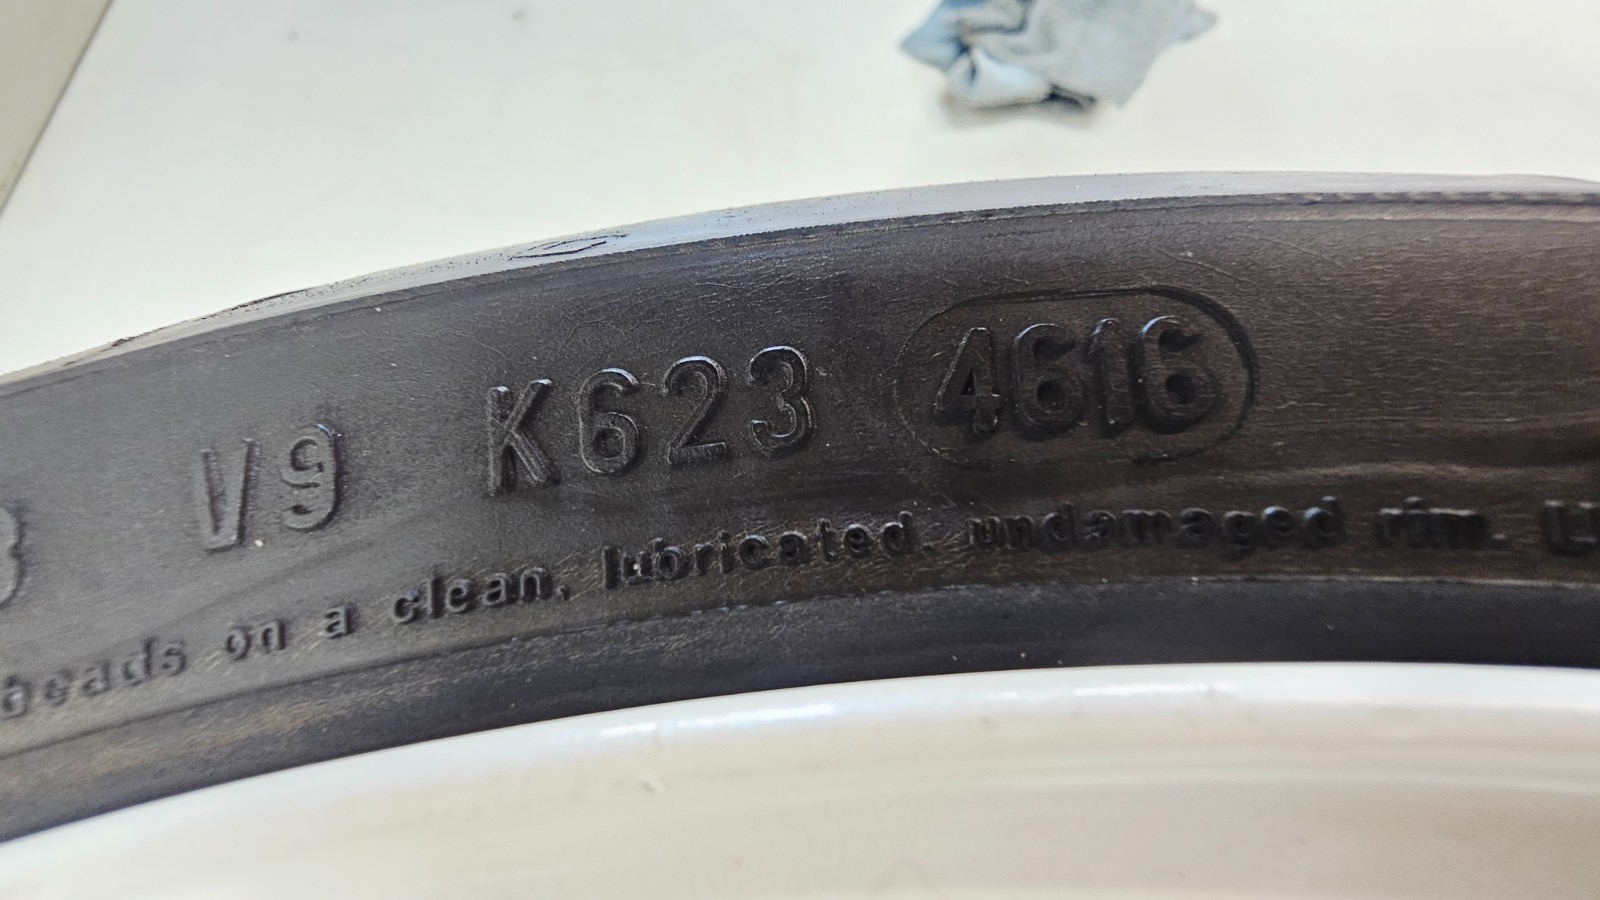 V9 K623 4616
beads on a clean, lubricated, undamaged rim.